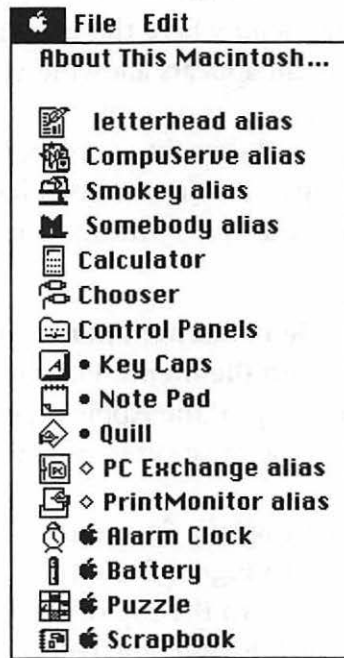 File Edit
About This Macintosh...
letterhead alias
CompuServe alias
Smokey alias
Somebody alias
Calculator
Chooser
Control Panels
• Key Caps
• Note Pad
• Quill
◇ PC Exchange alias
◇ PrintMonitor alias
Alarm Clock
Battery
Puzzle
Scrapbook